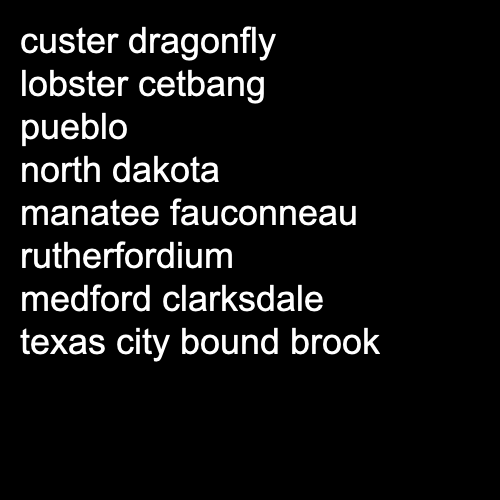 custer dragonfly
lobster cetbang
pueblo
north dakota
manatee fauconneau
rutherfordium
medford clarksdale
texas city bound brook